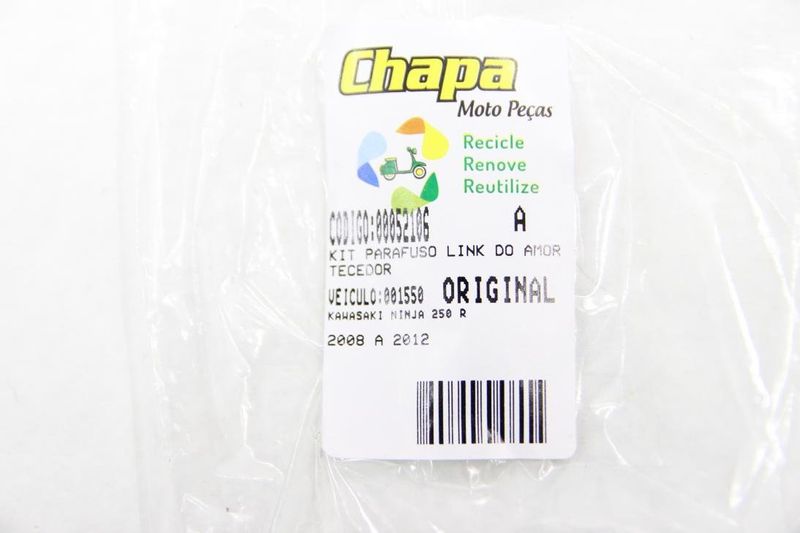 Chapa
Moto Peças
Recicle
Renove
Reutilize
CODIGO:00052106 A
KIT PARAFUSO LINK DO AMOR
TECEDOR
VEICULO:001550 ORIGINAL
KAWASAKI NINJA 250 R
2008 A 2012